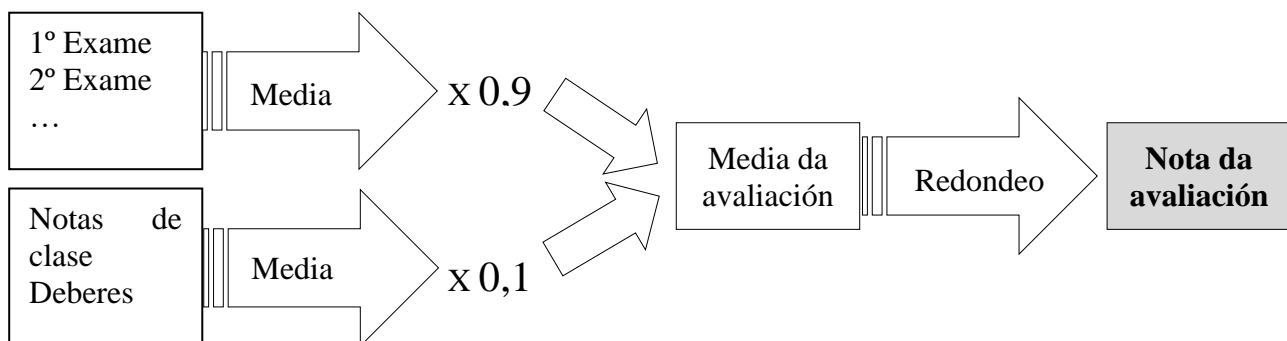 1º Exame
2º Exame
…
Media
x 0,9
Notas de
clase
Deberes
Media
x 0,1
Media da
avaliación
Redondeo
Nota da
avaliación